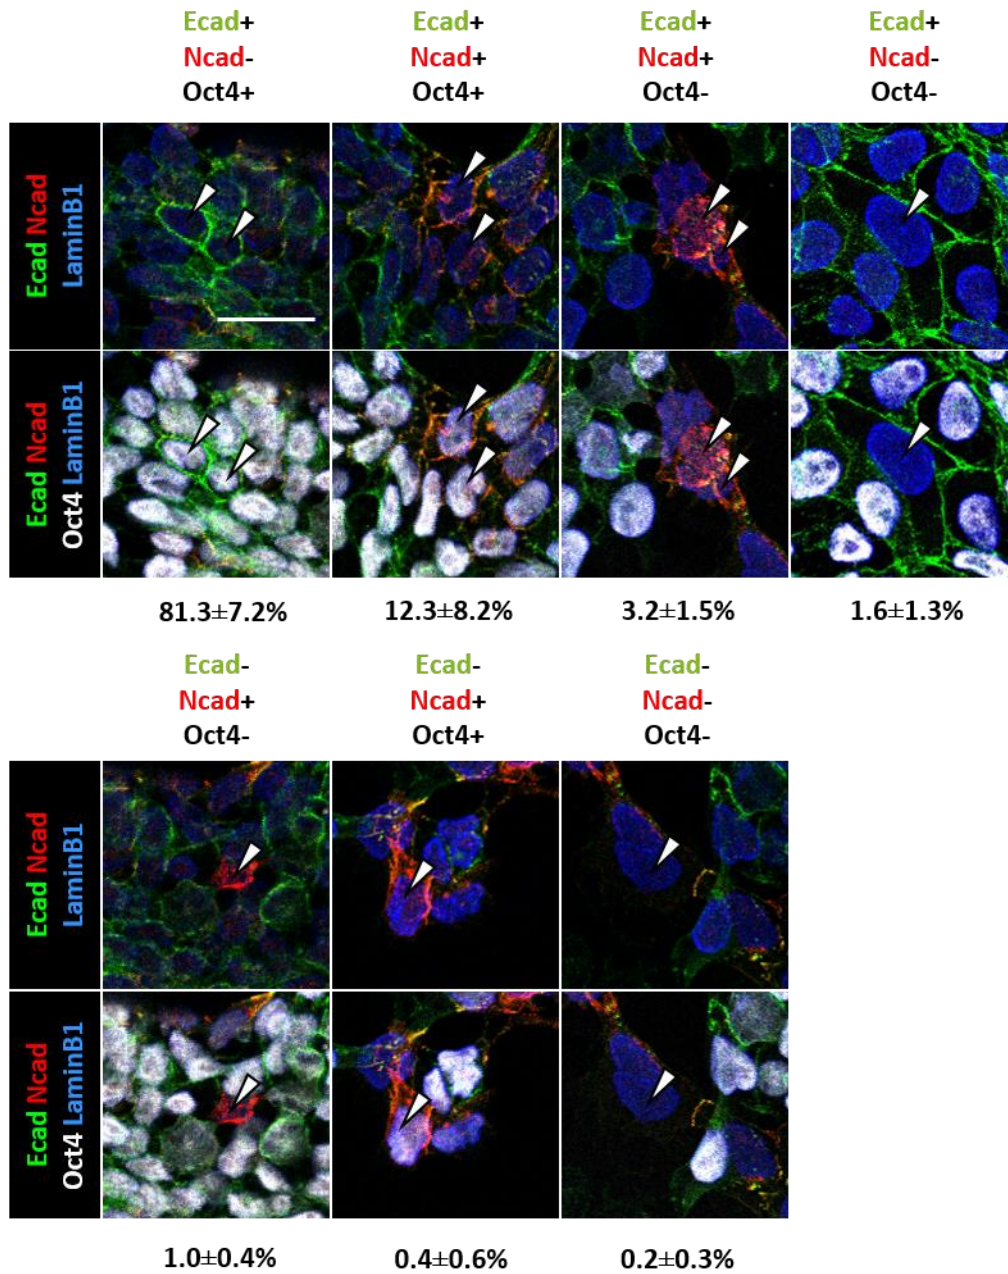 Ecad+ Ecad+ Ecad+ Ecad+
Ncad- Ncad+ Ncad+ Ncad-
Oct4+ Oct4+ Oct4- Oct4-
Ecad Ncad
LaminB1
Ecad Ncad
Oct4 LaminB1
81.3±7.2% 12.3±8.2% 3.2±1.5% 1.6±1.3%
Ecad- Ecad- Ecad-
Ncad+ Ncad+ Ncad-
Oct4- Oct4+ Oct4-
Ecad Ncad
LaminB1
Ecad Ncad
Oct4 LaminB1
1.0±0.4% 0.4±0.6% 0.2±0.3%